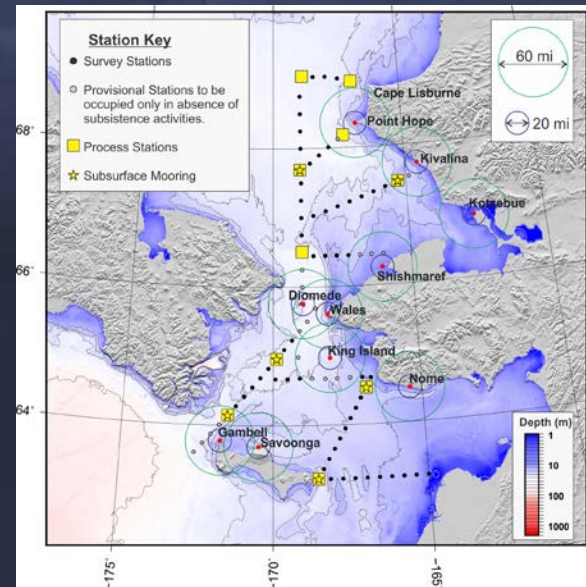 Station Key
Survey Stations
Provisional Stations to be
occupied only in absence of
subsistence activities.
Process Stations
Subsurface Mooring
60 mi
20 mi
Cape Lisburne
Point Hope
Kivalina
Kotzebue
Shishmaref
Diomede
Wales
King Island
Nome
Gambell
Savoonga
68°
66°
64°
-175°
-170°
-165°
Depth (m)
1
10
100
1000